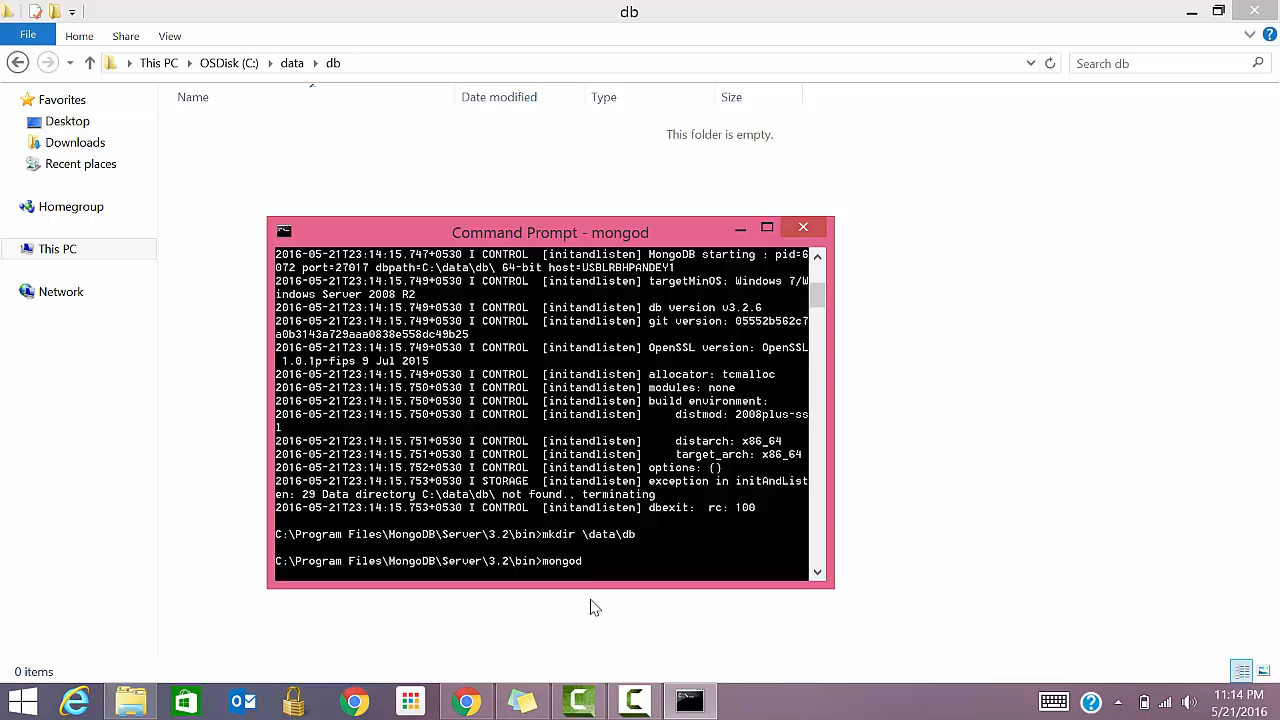 db
File Home Share View
This PC OSDisk (C:) data db Search db
Name Date modified Type Size
Favorites
Desktop
Downloads
Recent places
Homegroup
This PC
Network
This folder is empty.
Command Prompt - mongod
2016-05-21T23:14:15.747+0530 I CONTROL  [initandlisten] MongoDB starting : pid=6
072 port=27017 dbpath=C:\data\db\ 64-bit host=USBLRBHPANDEY1
2016-05-21T23:14:15.749+0530 I CONTROL  [initandlisten] targetMinOS: Windows 7/W
indows Server 2008 R2
2016-05-21T23:14:15.749+0530 I CONTROL  [initandlisten] db version v3.2.6
2016-05-21T23:14:15.749+0530 I CONTROL  [initandlisten] git version: 05552b562c7
a0b3143a729aaa0838e558dc49b25
2016-05-21T23:14:15.749+0530 I CONTROL  [initandlisten] OpenSSL version: OpenSSL
1.0.1p-fips 9 Jul 2015
2016-05-21T23:14:15.749+0530 I CONTROL  [initandlisten] allocator: tcmalloc
2016-05-21T23:14:15.750+0530 I CONTROL  [initandlisten] modules: none
2016-05-21T23:14:15.750+0530 I CONTROL  [initandlisten] build environment:
2016-05-21T23:14:15.750+0530 I CONTROL  [initandlisten]     distmod: 2008plus-ss
l
2016-05-21T23:14:15.751+0530 I CONTROL  [initandlisten]     distarch: x86_64
2016-05-21T23:14:15.751+0530 I CONTROL  [initandlisten]     target_arch: x86_64
2016-05-21T23:14:15.752+0530 I CONTROL  [initandlisten] options: {}
2016-05-21T23:14:15.753+0530 I STORAGE  [initandlisten] exception in initAndList
en: 29 Data directory C:\data\db\ not found., terminating
2016-05-21T23:14:15.753+0530 I CONTROL  [initandlisten] dbexit:  rc: 100
C:\Program Files\MongoDB\Server\3.2\bin>mkdir \data\db
C:\Program Files\MongoDB\Server\3.2\bin>mongod
0 items
11:14 PM
5/21/2016